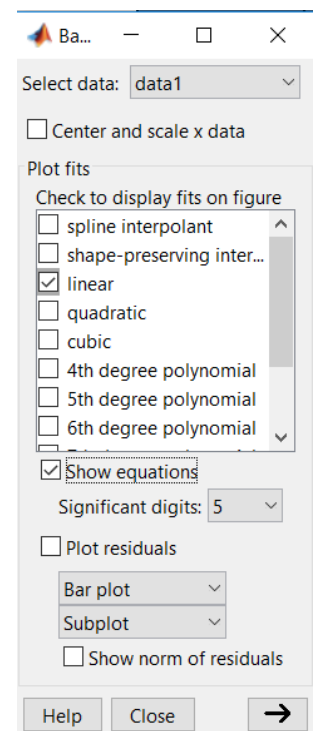 Ba...
Select data: data1
Center and scale x data
Plot fits
Check to display fits on figure
spline interpolant
shape-preserving inter...
linear
quadratic
cubic
4th degree polynomial
5th degree polynomial
6th degree polynomial
Show equations
Significant digits: 5
Plot residuals
Bar plot
Subplot
Show norm of residuals
Help Close